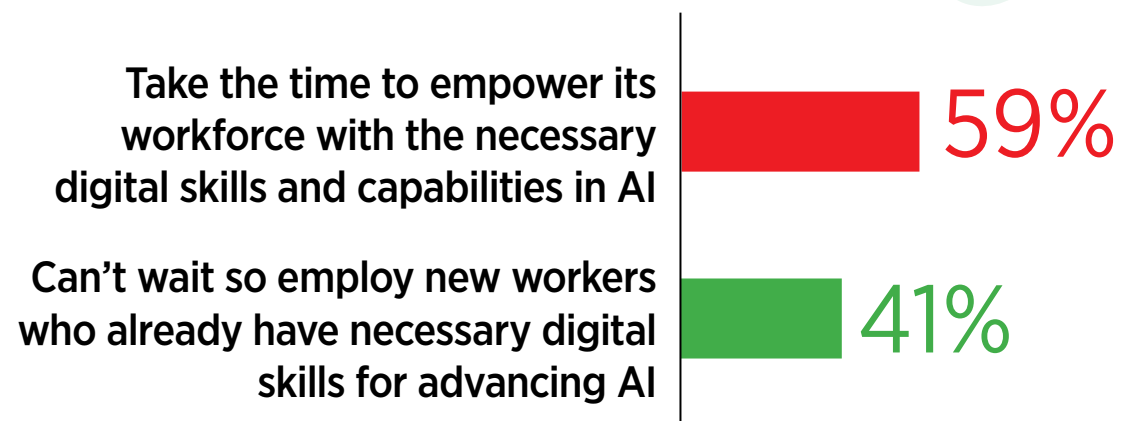 Take the time to empower its
workforce with the necessary
digital skills and capabilities in AI
59%
Can't wait so employ new workers
who already have necessary digital
skills for advancing AI
41%